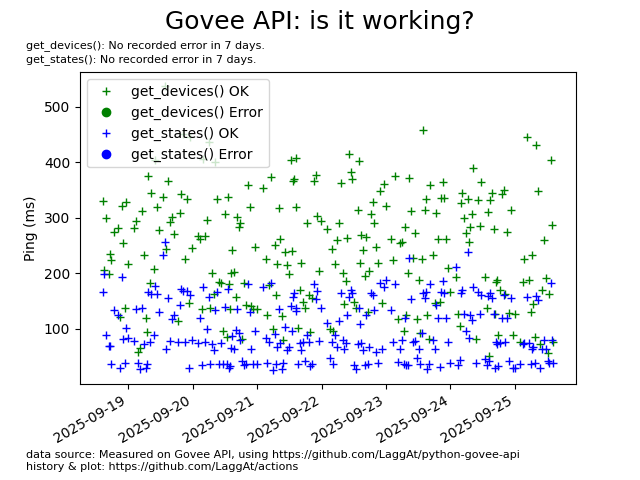 Govee API: is it working?
get_devices(): No recorded error in 7 days.
get_states(): No recorded error in 7 days.
get_devices() OK
get_devices() Error
get_states() OK
get_states() Error
Ping (ms)
500
400
300
200
100
2025-09-19
2025-09-20
2025-09-21
2025-09-22
2025-09-23
2025-09-24
2025-09-25
data source: Measured on Govee API, using https://github.com/LaggAt/python-govee-api
history & plot: https://github.com/LaggAt/actions